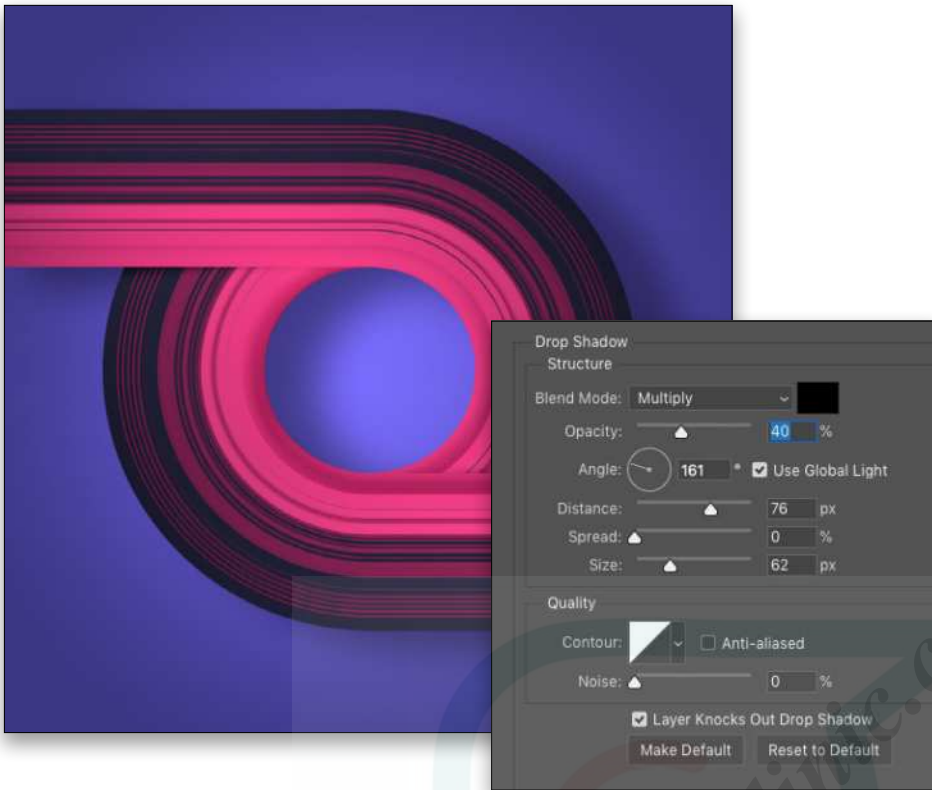 Drop Shadow
Structure
Blend Mode: Multiply
Opacity: 40 %
Angle: 161 ° Use Global Light
Distance: 76 px
Spread: 0 %
Size: 62 px
Quality
Contour: Anti-aliased
Noise: 0 %
Layer Knocks Out Drop Shadow
Make Default Reset to Default